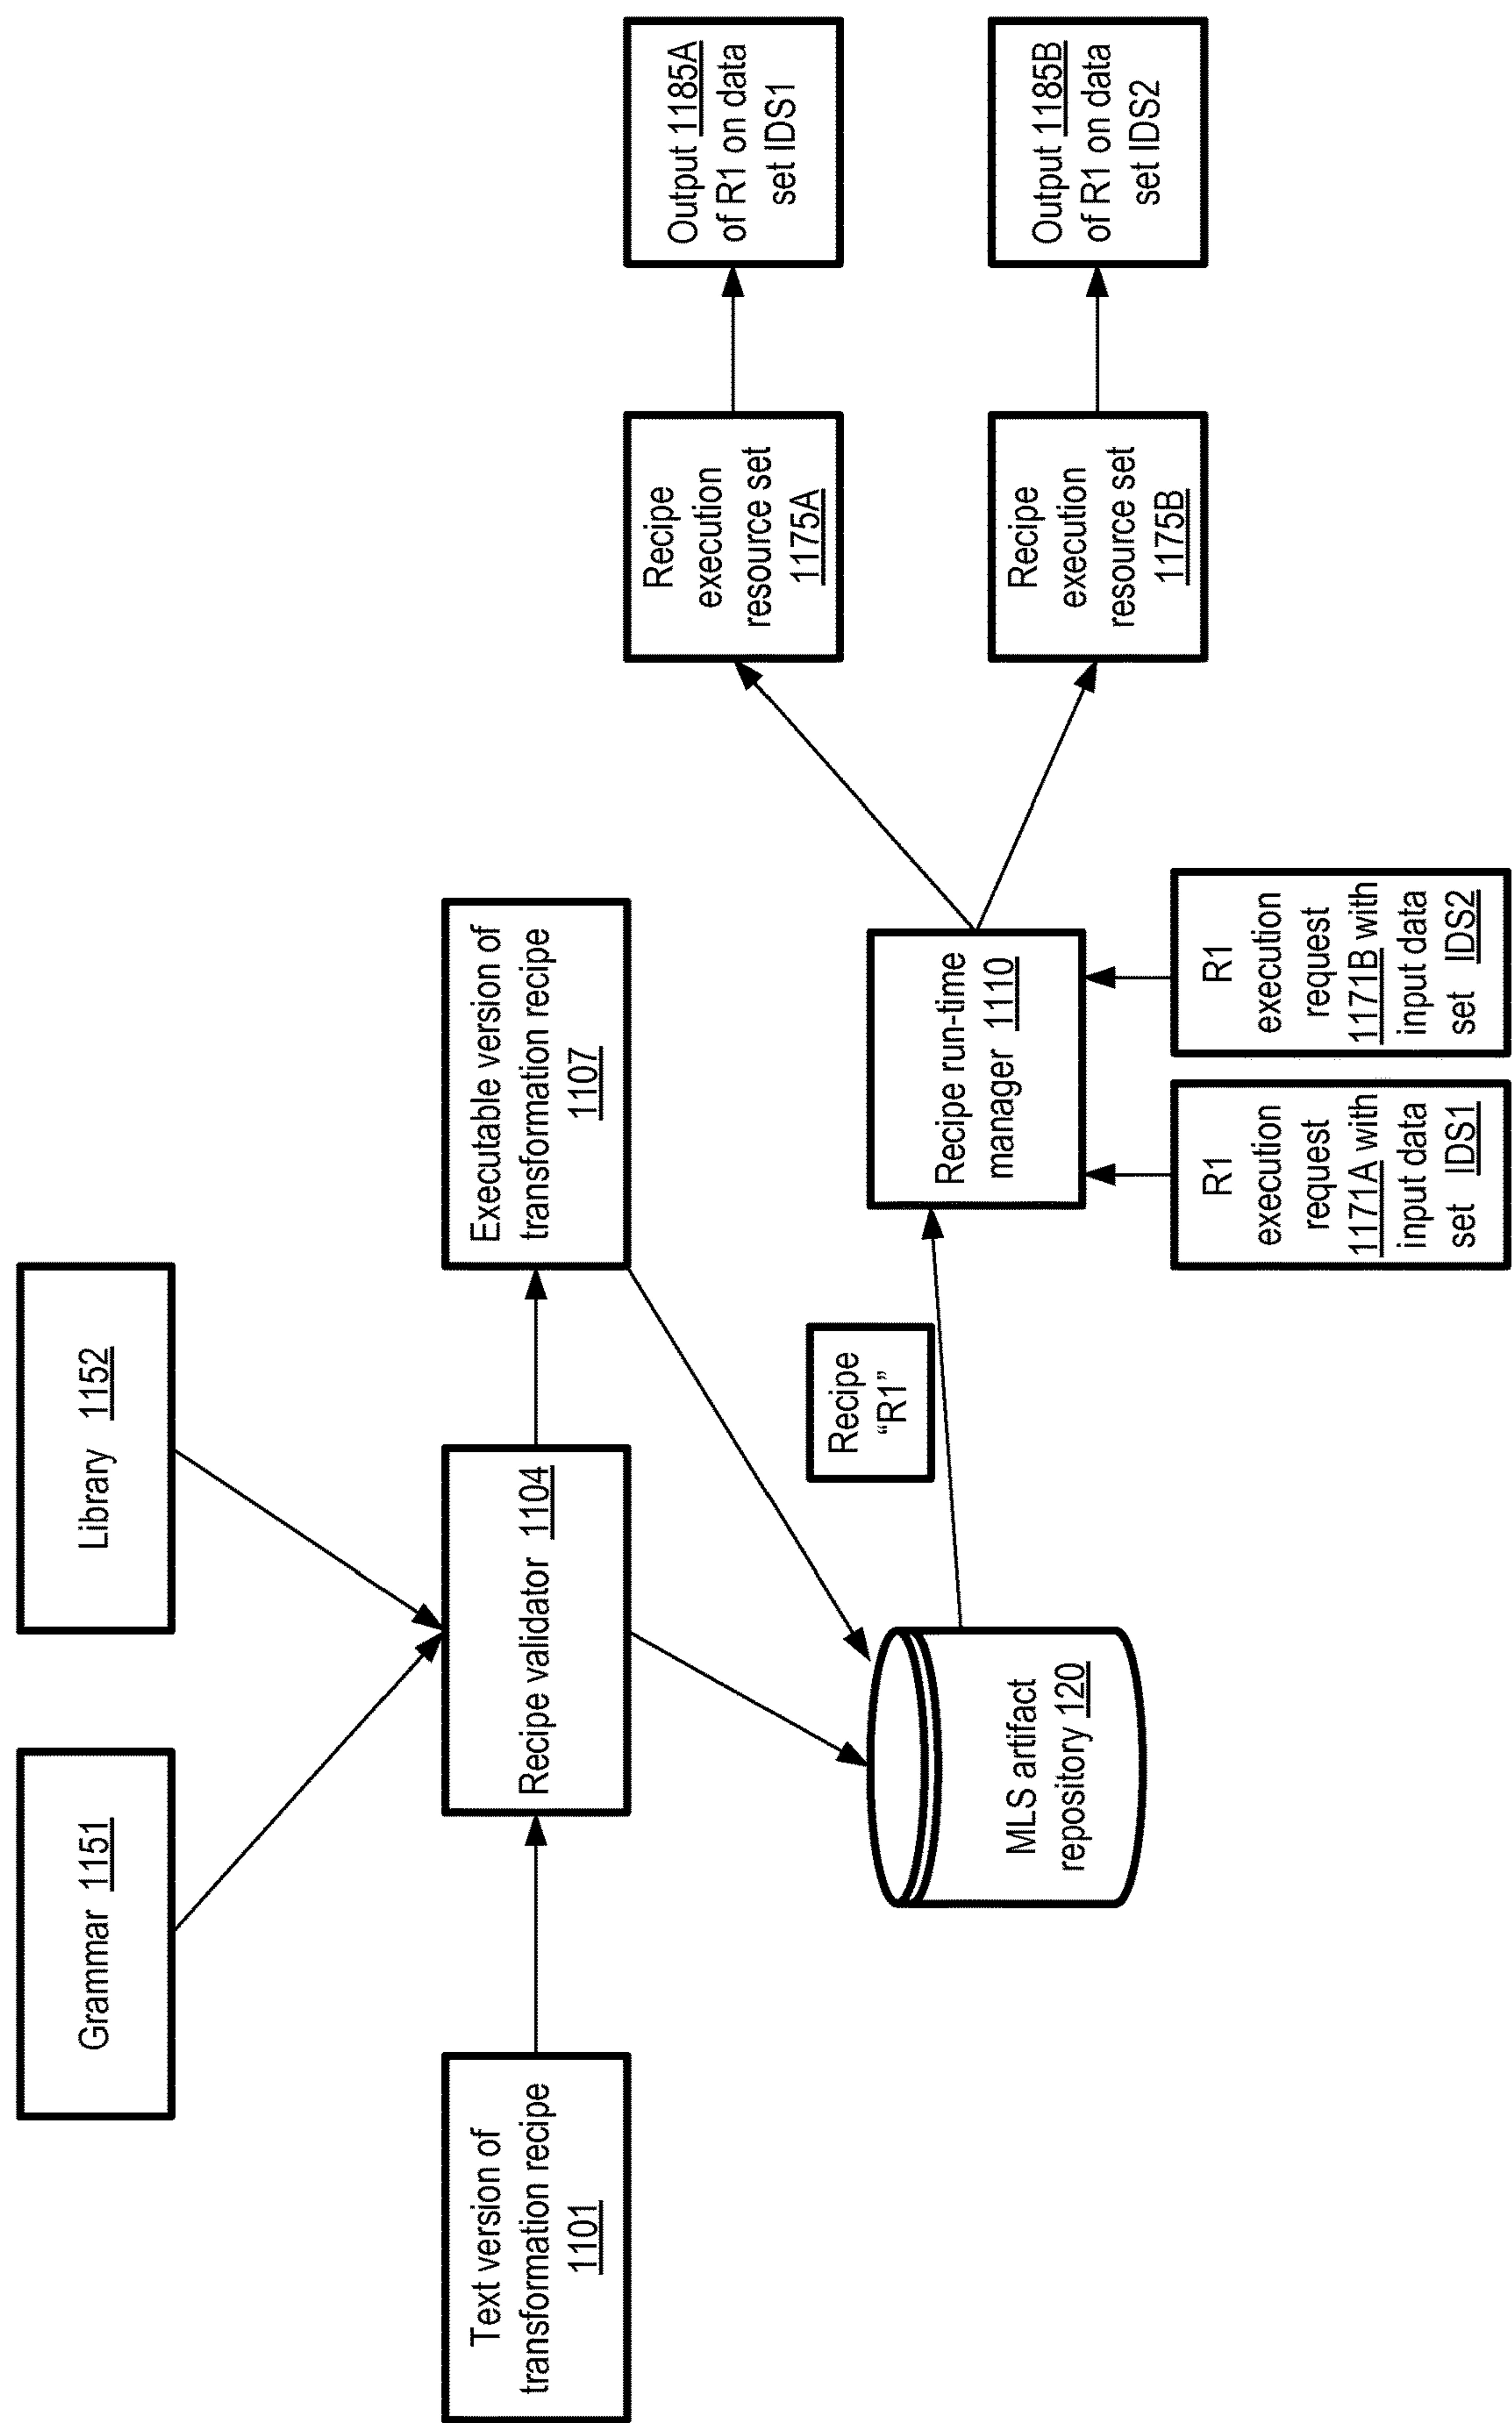 Grammar 1151
Library 1152
Text version of
transformation recipe
1101
Recipe validator 1104
Executable version of
transformation recipe
1107
MLS artifact
repository 120
Recipe
“R1”
Recipe run-time
manager 1110
R1
execution
request
1171A with
input data
set IDS1
R1
execution
request
1171B with
input data
set IDS2
Recipe
execution
resource set
1175A
Recipe
execution
resource set
1175B
Output 1185A
of R1 on data
set IDS1
Output 1185B
of R1 on data
set IDS2